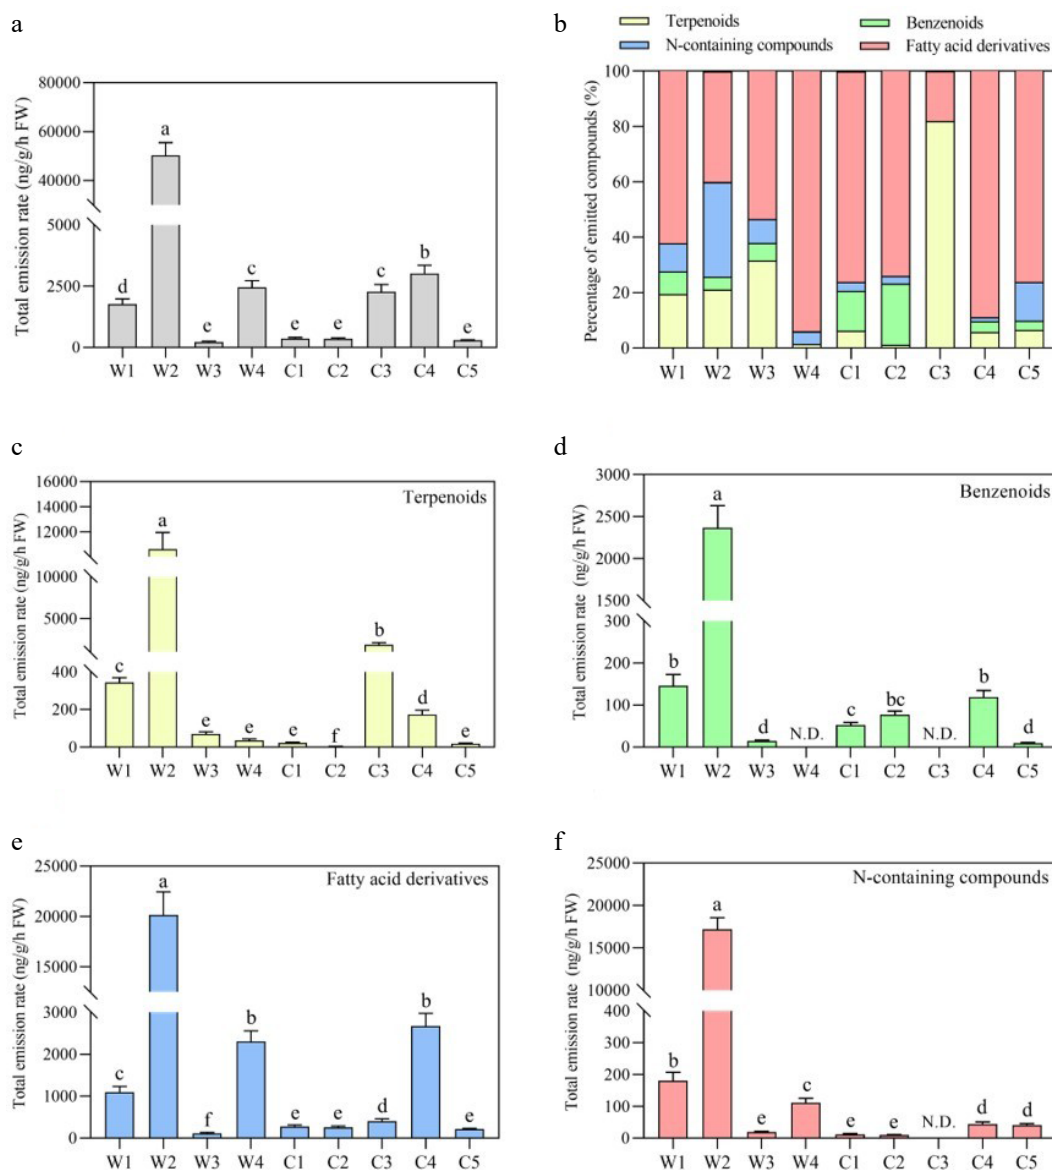 a
Total emission rate (ng/g/h FW)
80000
60000
40000
5000
2500
0
d
a
e
c
e
e
c
b
e
W1 W2 W3 W4 C1 C2 C3 C4 C5
b
Terpenoids
Benzenoids
N-containing compounds
Fatty acid derivatives
Percentage of emitted compounds (%)
100
80
60
40
20
0
W1 W2 W3 W4 C1 C2 C3 C4 C5
c
Terpenoids
Total emission rate (ng/g/h FW)
16000
14000
12000
10000
5000
400
200
0
c
a
e
e
e
f
b
d
e
W1 W2 W3 W4 C1 C2 C3 C4 C5
d
Benzenoids
Total emission rate (ng/g/h FW)
3000
2500
2000
1500
300
200
100
0
b
a
d
N.D.
c
bc
N.D.
b
d
W1 W2 W3 W4 C1 C2 C3 C4 C5
e
Fatty acid derivatives
Total emission rate (ng/g/h FW)
25000
20000
15000
3000
2000
1000
0
c
a
f
b
e
e
d
b
e
W1 W2 W3 W4 C1 C2 C3 C4 C5
f
N-containing compounds
Total emission rate (ng/g/h FW)
25000
20000
15000
10000
400
300
200
100
0
b
a
e
c
e
e
N.D.
d
d
W1 W2 W3 W4 C1 C2 C3 C4 C5